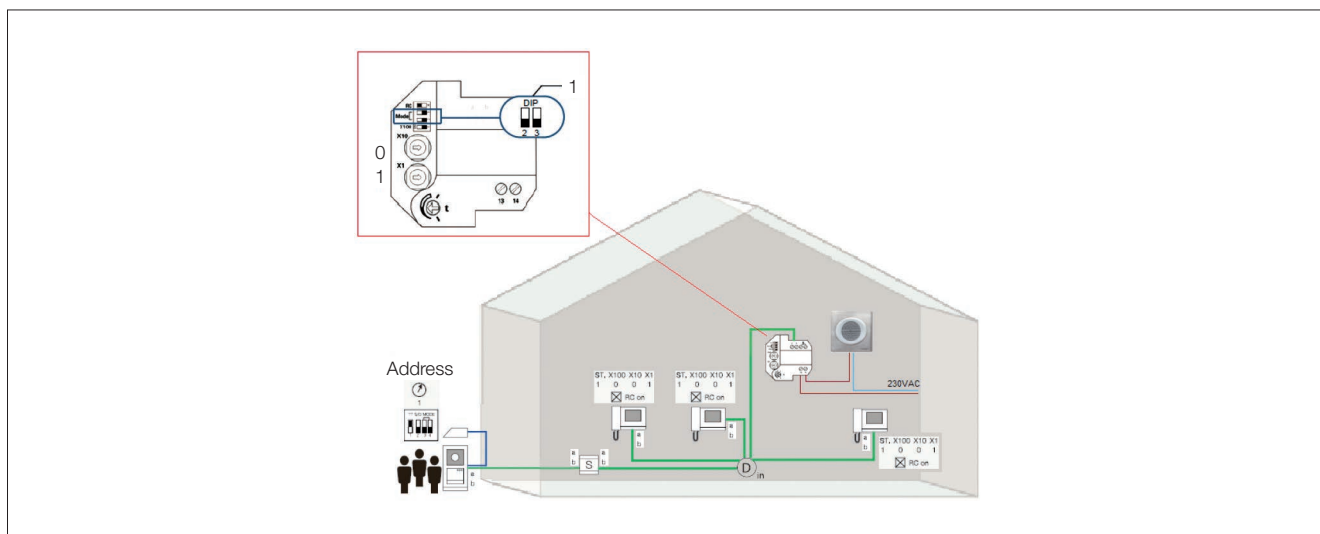 1
DIP
2 3
RC
Mode
X10
0
X1
1
t
13 14
Address
1
ST. X100 X10 X1
1 0 0 1
RC on
ST. X100 X10 X1
1 0 0 1
RC on
230VAC
a
b
a
b
a
b
ST. X100 X10 X1
1 0 0 1
RC on
a
b
S
a
b
D
in
a
b